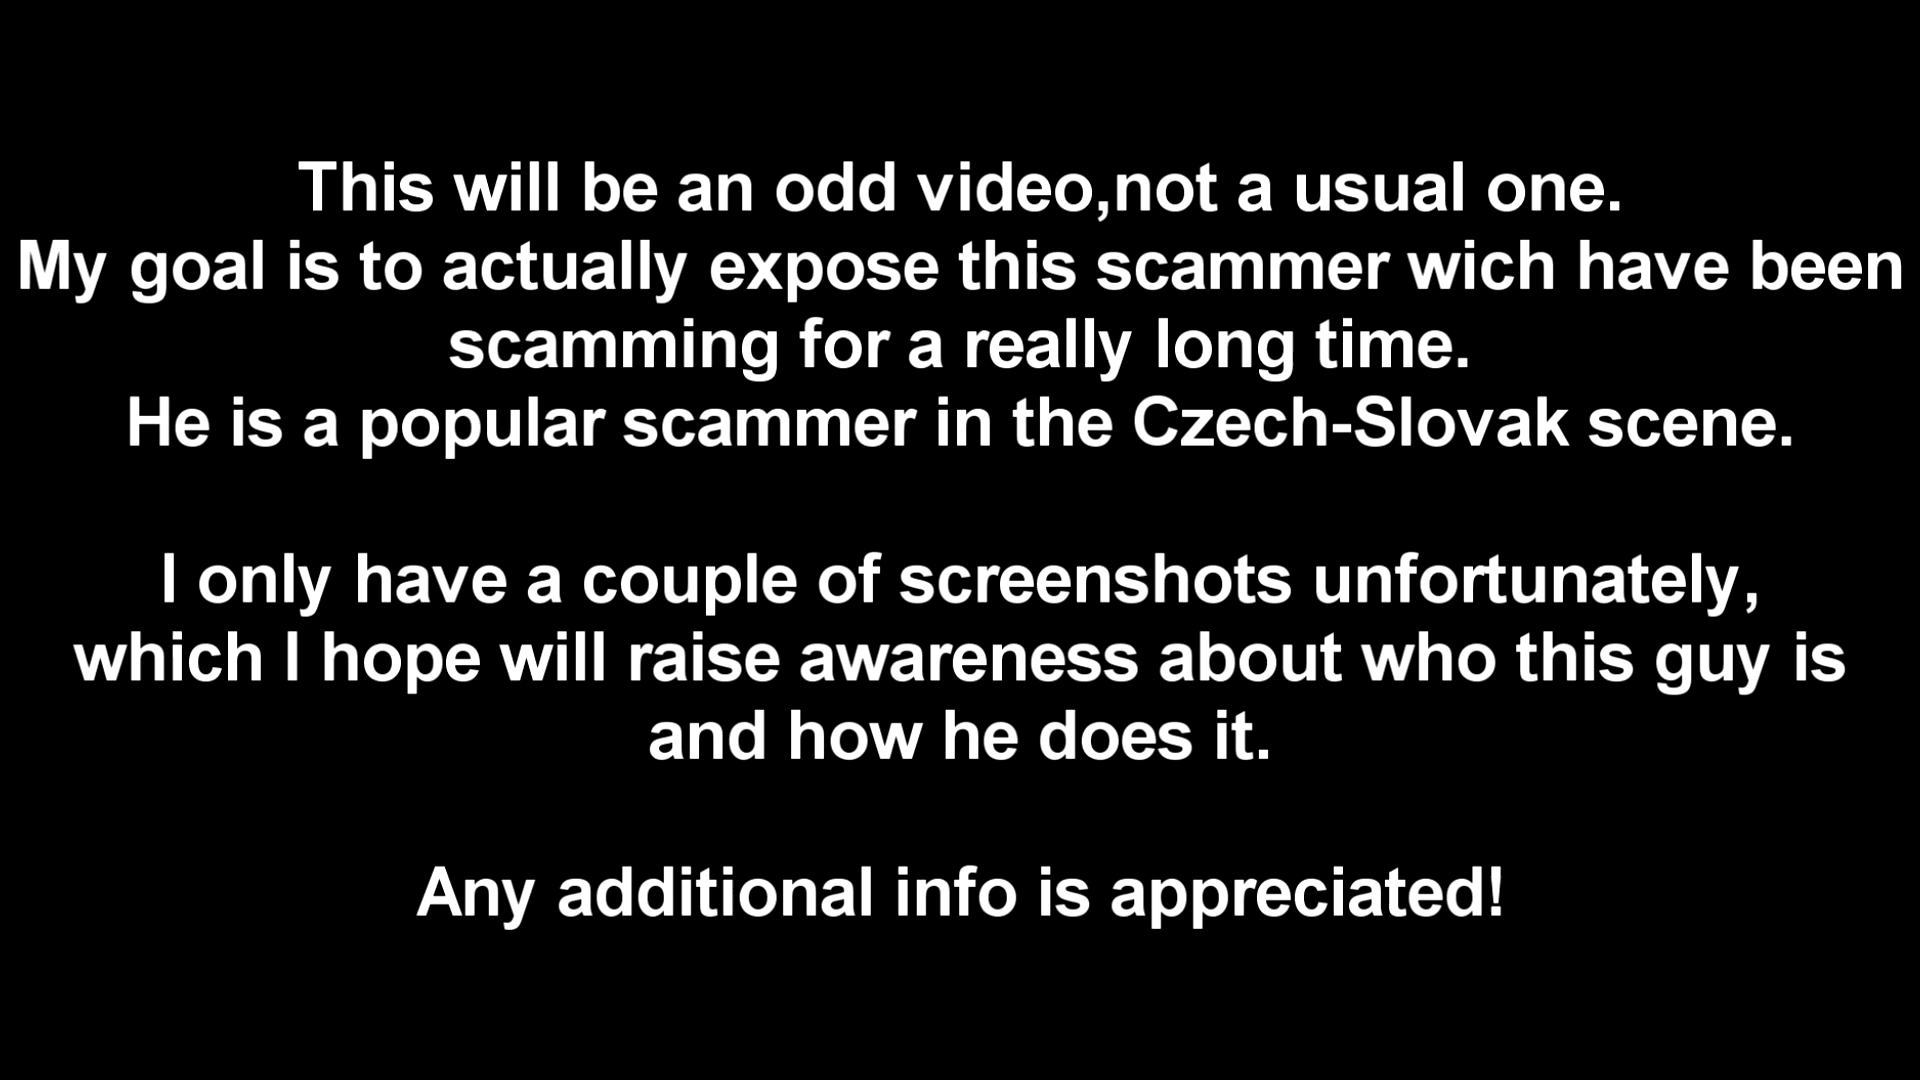 This will be an odd video,not a usual one.
My goal is to actually expose this scammer wich have been
scamming for a really long time.
He is a popular scammer in the Czech-Slovak scene.
I only have a couple of screenshots unfortunately,
which I hope will raise awareness about who this guy is
and how he does it.
Any additional info is appreciated!